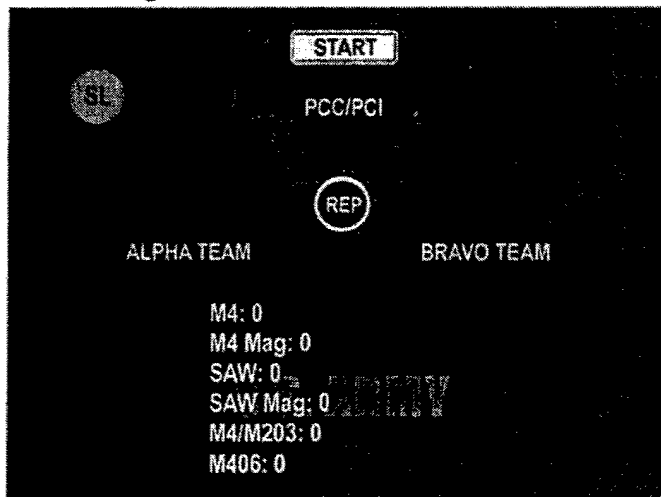 START
SL
PCC/PCI
REP
ALPHA TEAM
BRAVO TEAM
M4: 0
M4 Mag: 0
SAW: 0
SAW Mag: 0
M4/M203: 0
M406: 0
ARMY